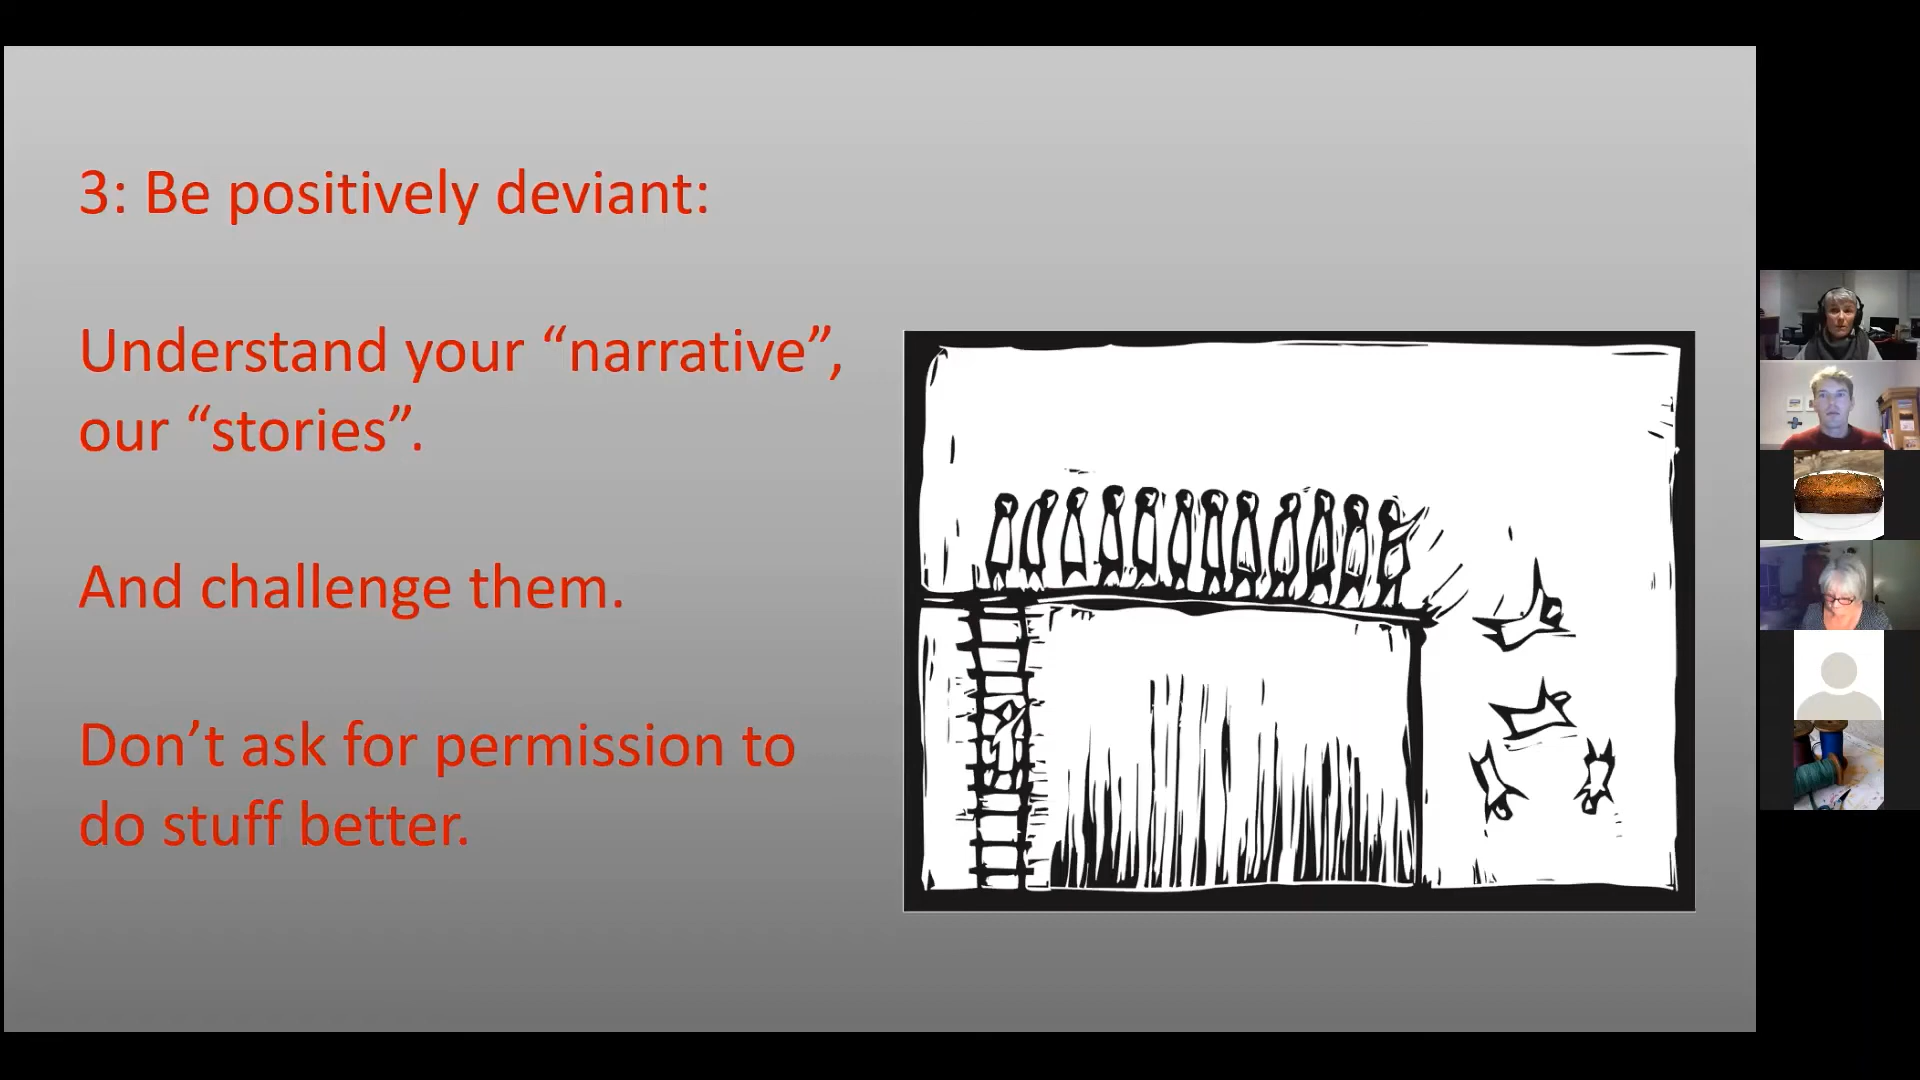 3: Be positively deviant:
Understand your “narrative”,
our “stories”.
And challenge them.
Don’t ask for permission to
do stuff better.